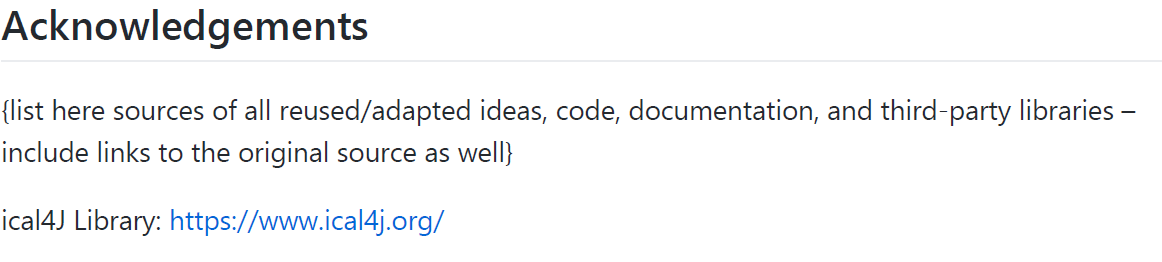 Acknowledgements
{list here sources of all reused/adapted ideas, code, documentation, and third-party libraries –
include links to the original source as well}
ical4J Library: https://www.ical4j.org/